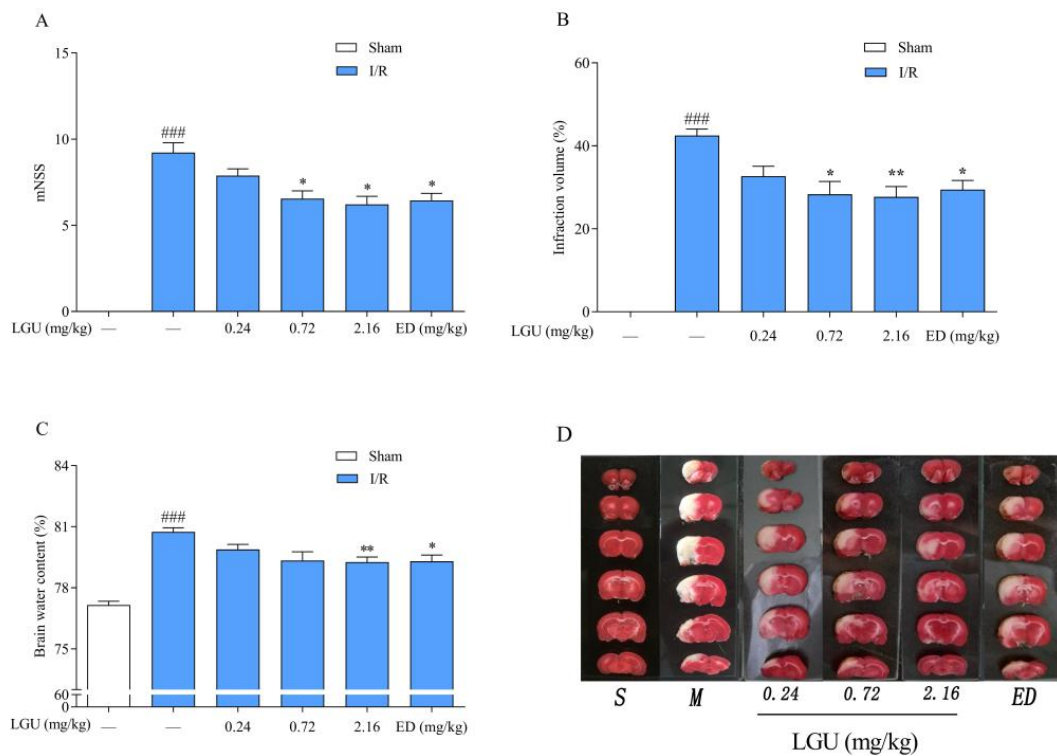 A
Sham
I/R
15
10
5
0
mNSS
###
*
*
*
LGU (mg/kg)
—
—
0.24
0.72
2.16
ED (mg/kg)
B
Sham
I/R
60
40
20
0
Infraction volume (%)
###
*
**
*
LGU (mg/kg)
—
—
0.24
0.72
2.16
ED (mg/kg)
C
Sham
I/R
84
81
78
75
60
0
Brain water content (%)
###
**
*
LGU (mg/kg)
—
—
0.24
0.72
2.16
ED (mg/kg)
D
S
M
0.24
0.72
2.16
ED
LGU (mg/kg)